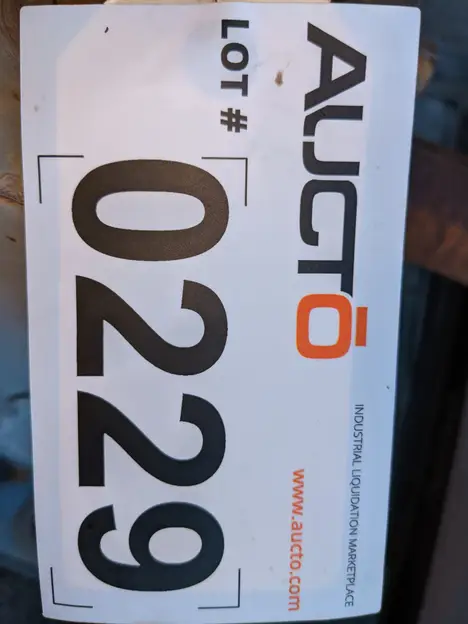 AUCTŌ
INDUSTRIAL LIQUIDATION MARKETPLACE
www.aucto.com
LOT #
0229